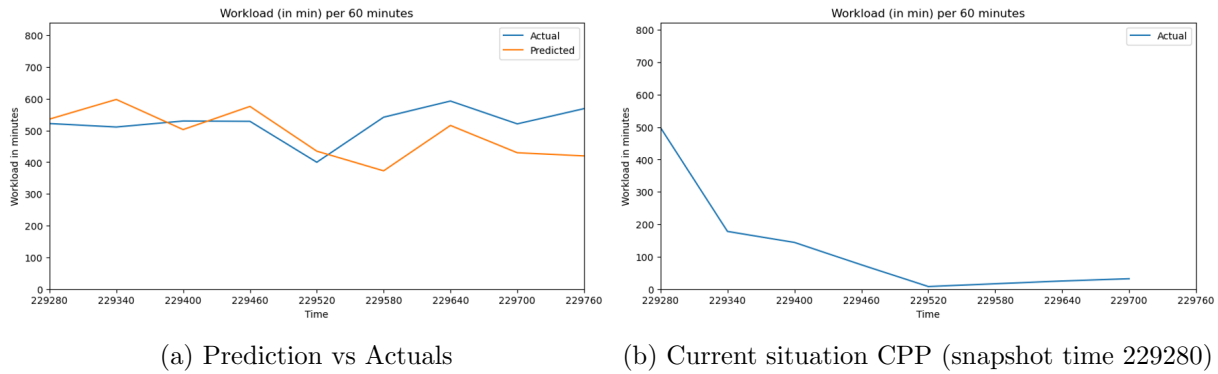 Workload (in min) per 60 minutes
800
700
600
500
400
300
200
100
0
Workload in minutes
229280 229340 229400 229460 229520 229580 229640 229700 229760
Time
Actual
Predicted
(a) Prediction vs Actuals
Workload (in min) per 60 minutes
800
700
600
500
400
300
200
100
0
Workload in minutes
229280 229340 229400 229460 229520 229580 229640 229700 229760
Time
Actual
(b) Current situation CPP (snapshot time 229280)